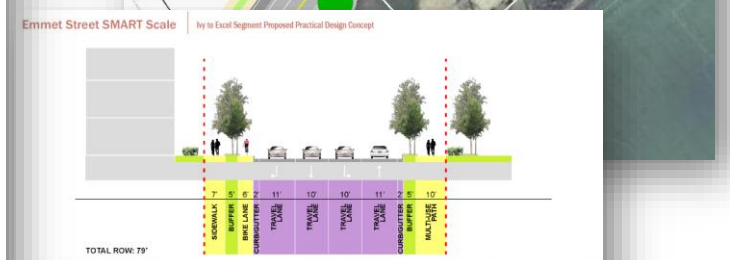 Emmet Street SMART Scale
Ivy to Excel Segment Proposed Practical Design Concept
7' 5' 6' 2' 11' 10' 10' 11' 2' 5' 10'
SIDEWALK
BUFFER
BIKE LANE
CURB/GUTTER
TRAVEL
LANE
TRAVEL
LANE
TRAVEL
LANE
TRAVEL
LANE
CURB/GUTTER
BUFFER
MULTI-USE
PATH
TOTAL ROW: 79'